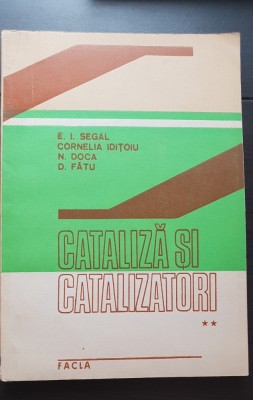 E. I. SEGAL
CORNELIA IDIȚOIU
N. DOCA
D. FĂTU
CATALIZĂ ȘI
CATALIZATORI
**
FACLA